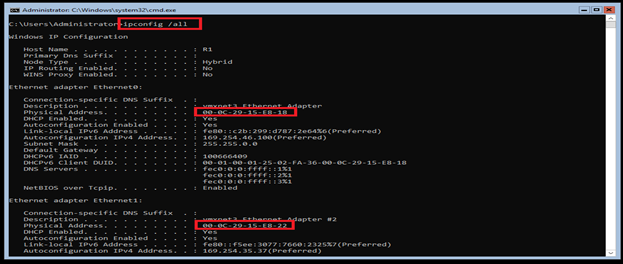 Administrator: C:\Windows\system32\cmd.exe
C:\Users\Administrator>ipconfig /all
Windows IP Configuration
Host Name . . . . . . . . . . . . : R1
Primary Dns Suffix . . . . . . . :
Node Type . . . . . . . . . . . . : Hybrid
IP Routing Enabled. . . . . . . . : No
WINS Proxy Enabled. . . . . . . . : No
Ethernet adapter Ethernet0:
Connection-specific DNS Suffix . :
Description . . . . . . . . . . . : vmxnet3 Ethernet Adapter
Physical Address. . . . . . . . . : 00-0C-29-15-E8-18
DHCP Enabled. . . . . . . . . . . : Yes
Autoconfiguration Enabled . . . . : Yes
Link-local IPv6 Address . . . . . : fe80::c2b:299:d787:2e64%6(Preferred)
Autoconfiguration IPv4 Address. . : 169.254.46.100(Preferred)
Subnet Mask . . . . . . . . . . . : 255.255.0.0
Default Gateway . . . . . . . . . :
DHCPv6 IAID . . . . . . . . . . . : 100666409
DHCPv6 Client DUID. . . . . . . . : 00-01-00-01-25-02-FA-36-00-0C-29-15-E8-18
DNS Servers . . . . . . . . . . . : fec0:0:0:ffff::1%1
fec0:0:0:ffff::2%1
fec0:0:0:ffff::3%1
NetBIOS over Tcpip. . . . . . . . : Enabled
Ethernet adapter Ethernet1:
Connection-specific DNS Suffix . :
Description . . . . . . . . . . . : vmxnet3 Ethernet Adapter #2
Physical Address. . . . . . . . . : 00-0C-29-15-E8-22
DHCP Enabled. . . . . . . . . . . : Yes
Autoconfiguration Enabled . . . . : Yes
Link-local IPv6 Address . . . . . : fe80::f5ee:3077:7660:2325%7(Preferred)
Autoconfiguration IPv4 Address. . : 169.254.35.37(Preferred)